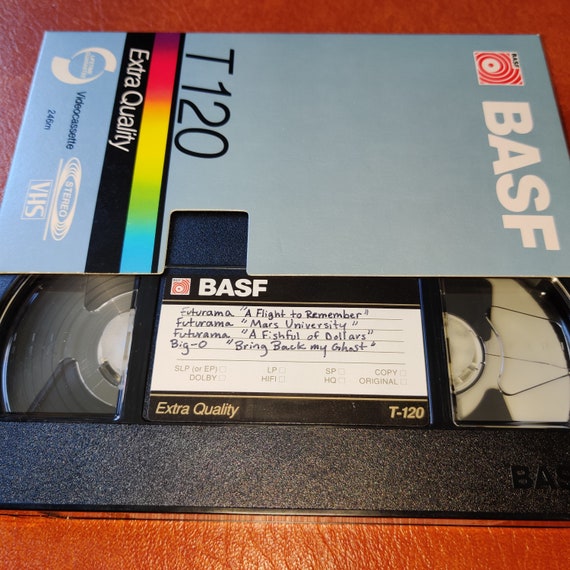 BASF
BASF
T 120
Extra Quality
Videocassette
246m
STEREO
VHS
BASF
Futurama "A Flight to Remember"
Futurama "Mars University"
Futurama "A Fishful of Dollars"
Big-O "Bring Back my Ghost"
SLP (or EP) LP SP COPY
DOLBY HIFI HQ ORIGINAL
Extra Quality T-120
BAS